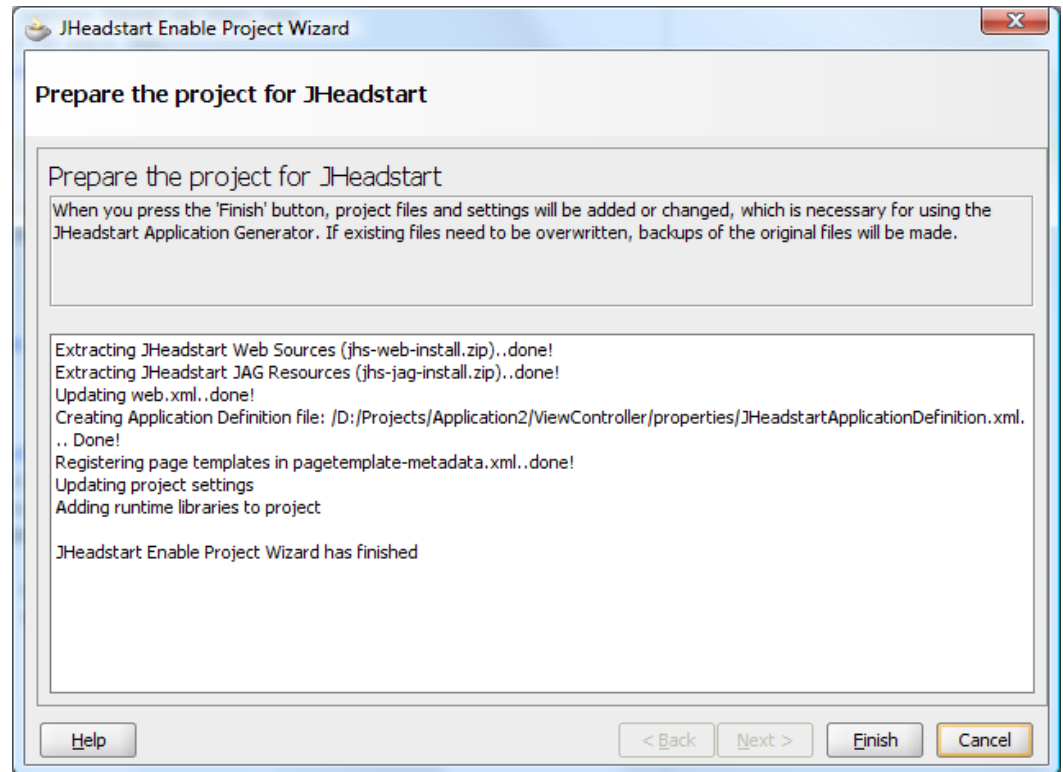 JHeadstart Enable Project Wizard
Prepare the project for JHeadstart
Prepare the project for JHeadstart
When you press the 'Finish' button, project files and settings will be added or changed, which is necessary for using the
JHeadstart Application Generator. If existing files need to be overwritten, backups of the original files will be made.
Extracting JHeadstart Web Sources (jhs-web-install.zip)..done!
Extracting JHeadstart JAG Resources (jhs-jag-install.zip)..done!
Updating web.xml..done!
Creating Application Definition file: /D:/Projects/Application2/ViewController/properties/JHeadstartApplicationDefinition.xml.
.. Done!
Registering page templates in pagetemplate-metadata.xml..done!
Updating project settings
Adding runtime libraries to project
JHeadstart Enable Project Wizard has finished
Help < Back Next > Finish Cancel